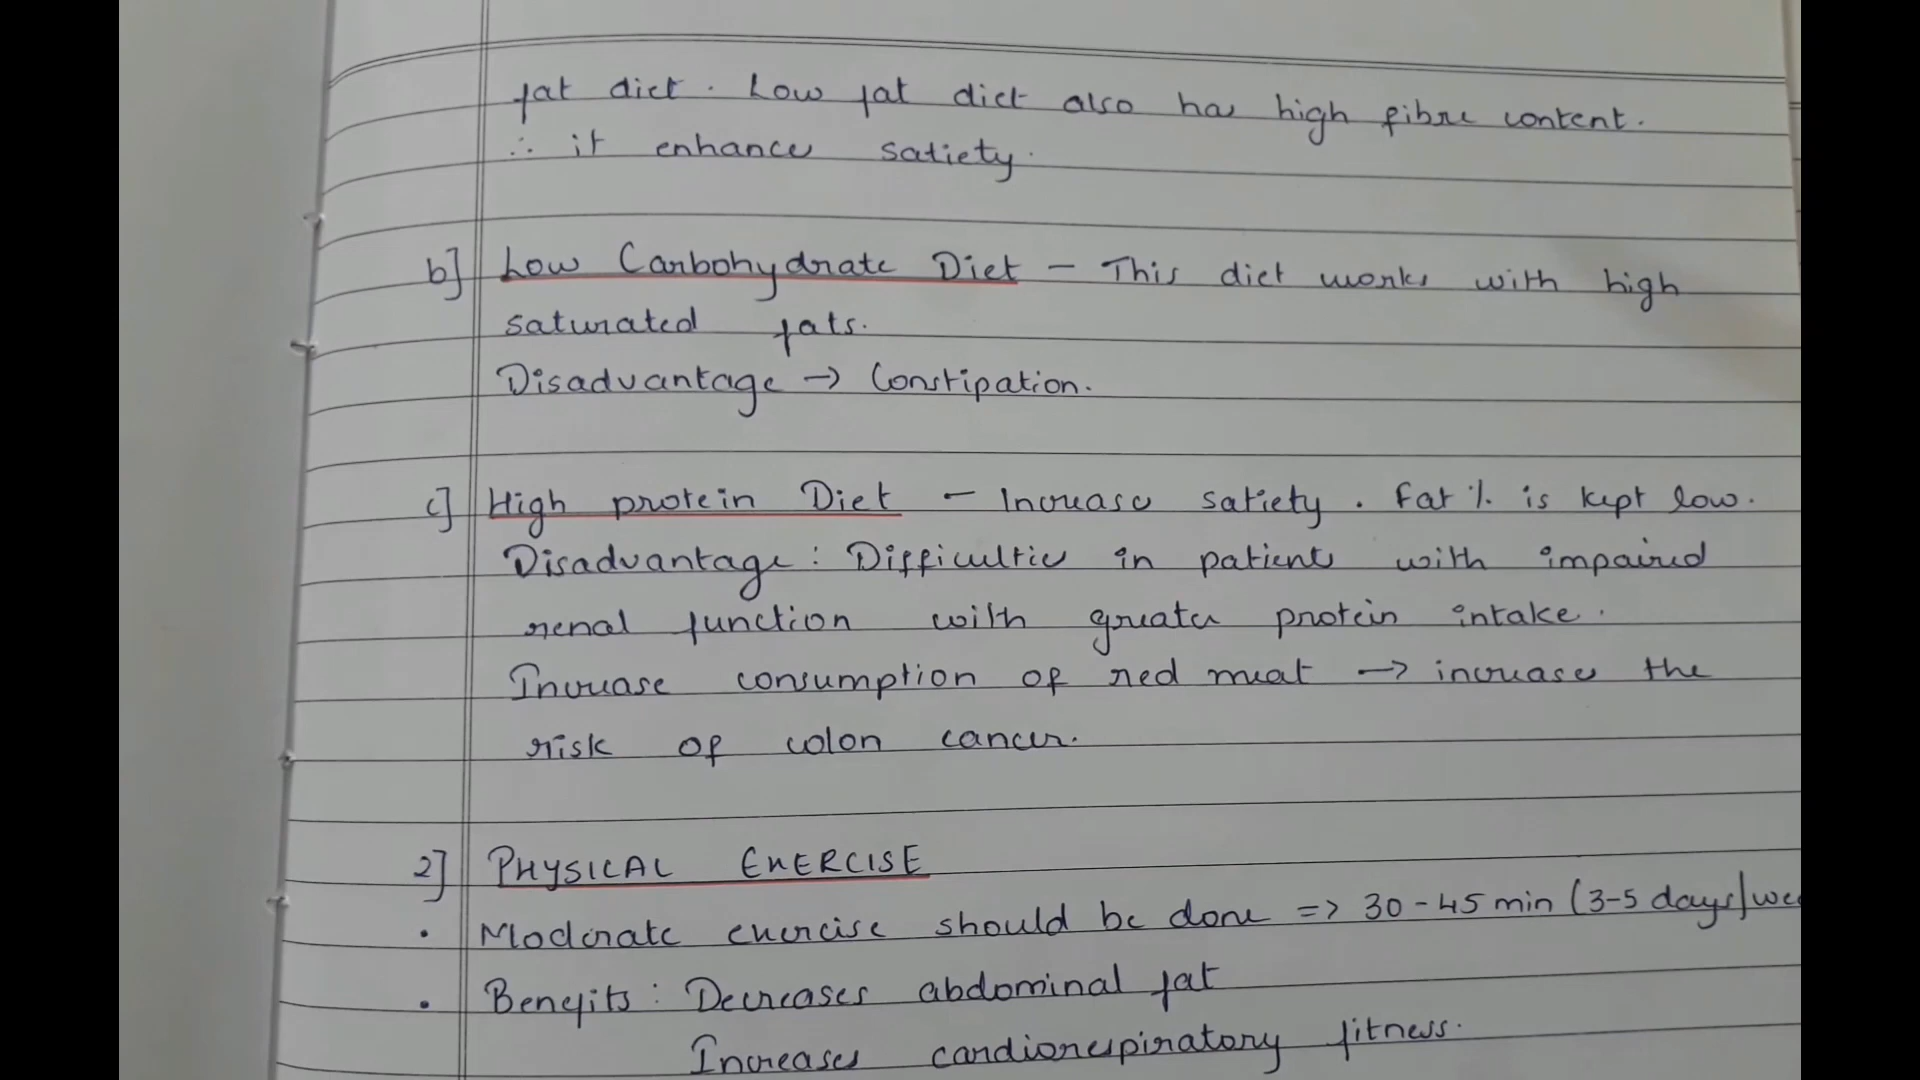 fat diet. Low fat diet also has high fibre content.
∴ it enhance satiety.
b] Low Carbohydrate Diet - This diet works with high
saturated fats.
Disadvantage → Constipation.
c] High protein Diet - Increase satiety. Fat % is kept low.
Disadvantage: Difficulties in patients with impaired
renal function with greater protein intake.
Increase consumption of red meat → increases the
risk of colon cancer.
2] PHYSICAL EXERCISE
• Moderate exercise should be done => 30-45 min (3-5 days/wee
• Benefits: Decreases abdominal fat
Increases cardiorespiratory fitness.